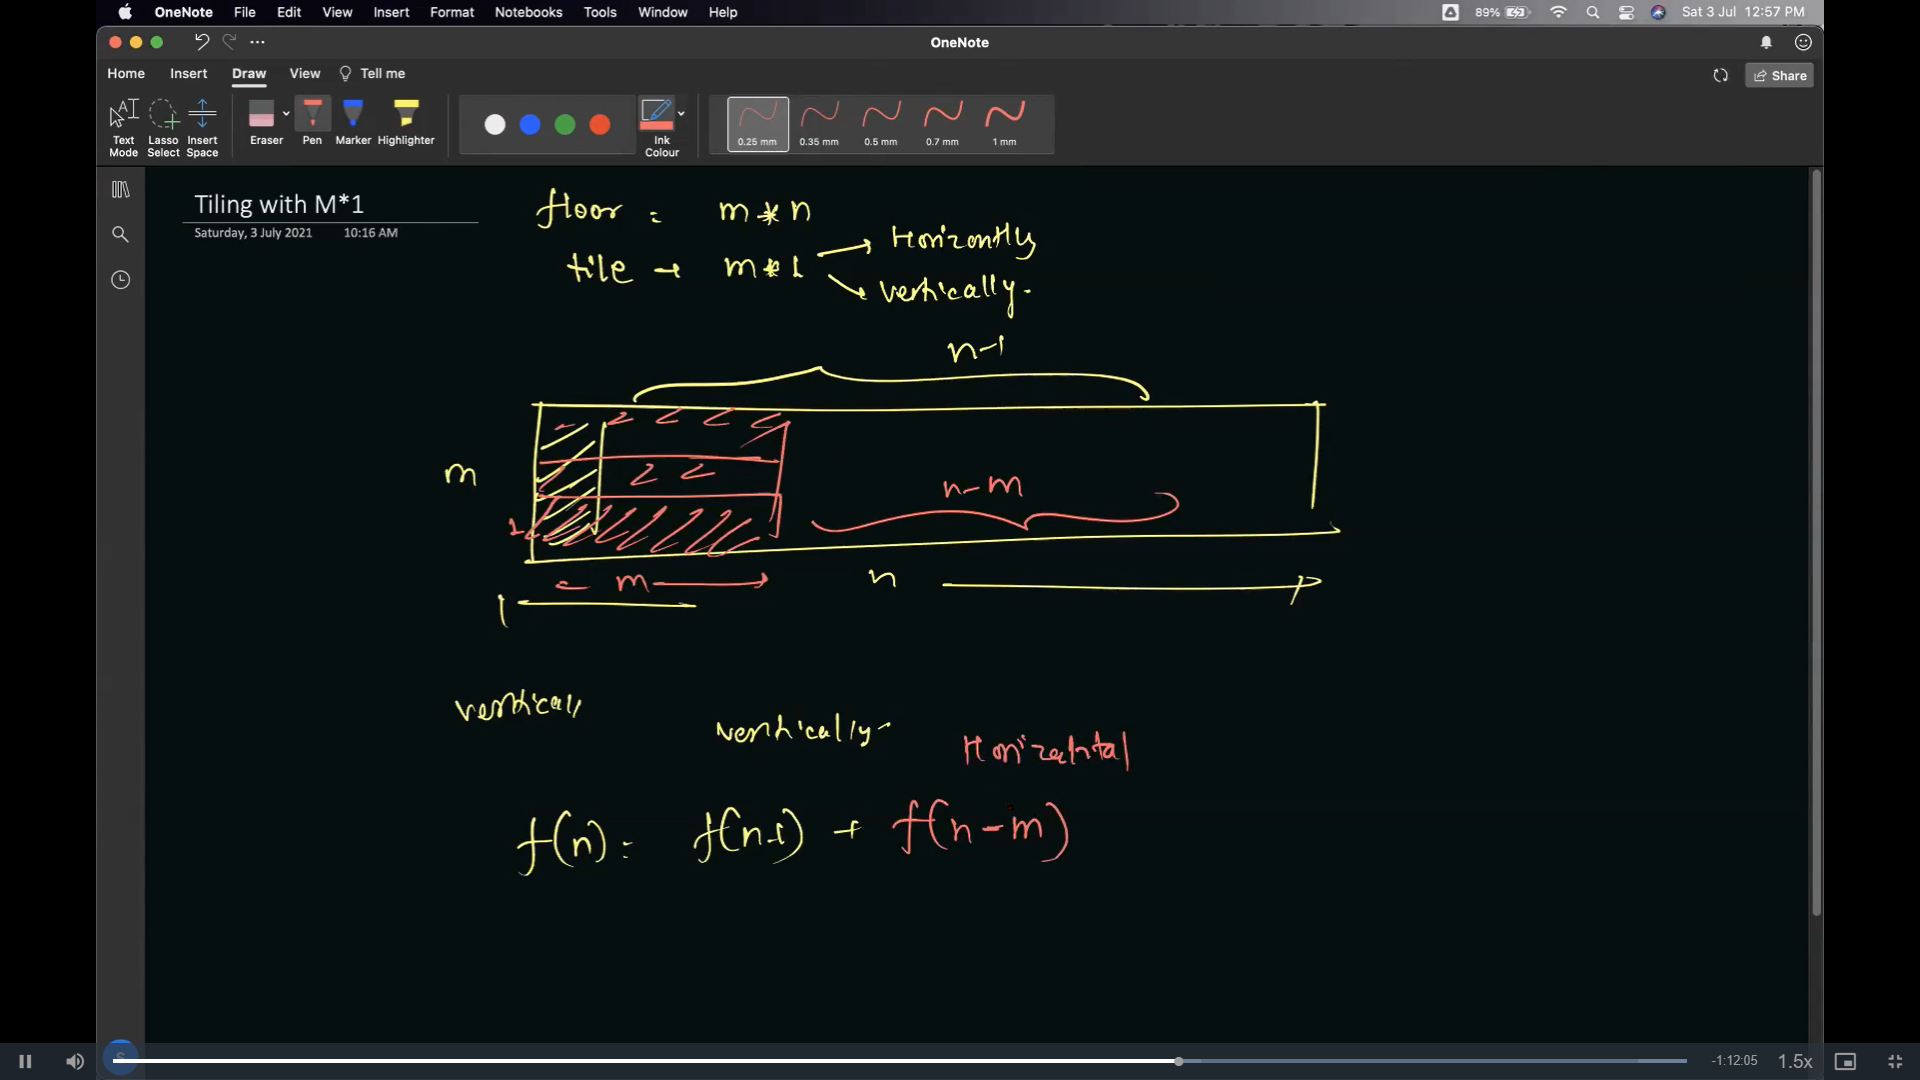 OneNote File Edit View Insert Format Notebooks Tools Window Help 89% Sat 3 Jul 12:57 PM
OneNote
Home Insert Draw View Tell me Share
Text Mode Lasso Select Insert Space Eraser Pen Marker Highlighter Ink Colour 0.25 mm 0.35 mm 0.5 mm 0.7 mm 1 mm
Tiling with M*1
Saturday, 3 July 2021 10:16 AM
floor : m * n
tile → m * 1
Horizontly
vertically.
n-1
m
n-m
1
m
n
vertical
vertically
Horizental
f(n) : f(n-1) + f(n-m)
S
-1:12:05 1.5x